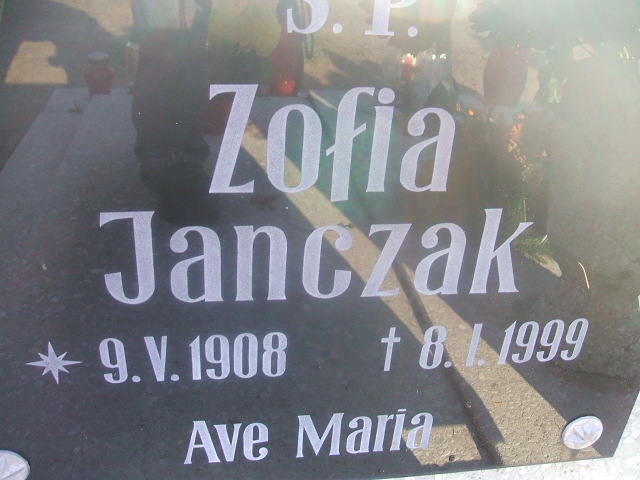 Ś. P.
Zofia
Janczak
9.V.1908 † 8.I.1999
Ave Maria